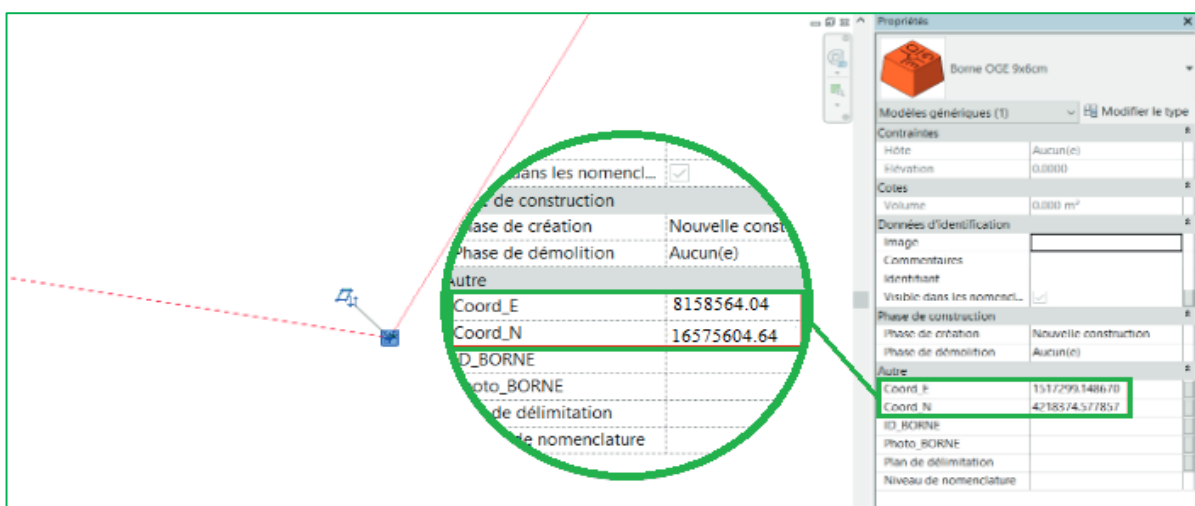 Propriétés
Borne OGE 9x6cm
Modèles génériques (1)
Modifier le type
Contraintes
Hôte Aucun(e)
Élévation 0.0000
Cotes
Volume 0.000 m³
Données d'identification
Image
Commentaires
Identifiant
Visible dans les nomencl...
Phase de construction
Phase de création Nouvelle construction
Phase de démolition Aucun(e)
Autre
Coord_E 1517299.148670
Coord_N 4218374.577857
ID_BORNE
Photo_BORNE
Plan de délimitation
Niveau de nomenclature
dans les nomencl...
de construction
Phase de création Nouvelle const
Phase de démolition Aucun(e)
Autre
Coord_E 8158564.04
Coord_N 16575604.64
ID_BORNE
oto_BORNE
de délimitation
de nomenclature